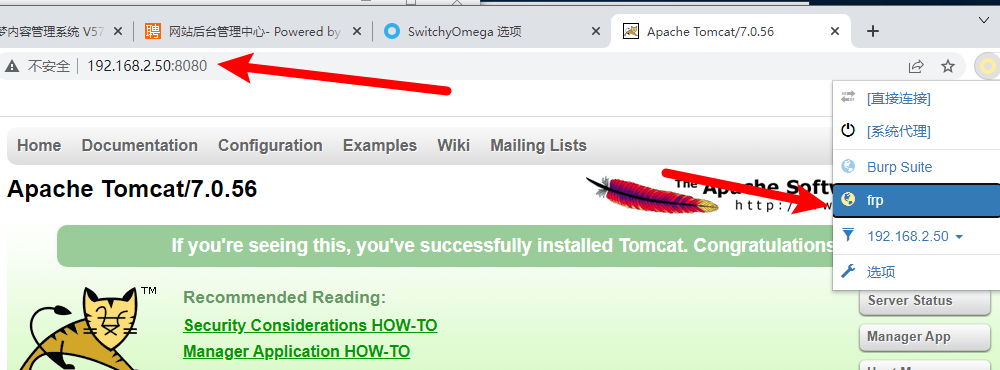 梦内容管理系统 V57
聘 网站后台管理中心- Powered by
SwitchyOmega 选项
Apache Tomcat/7.0.56
不安全 192.168.2.50:8080
[直接连接]
[系统代理]
Burp Suite
frp
192.168.2.50
选项
Home Documentation Configuration Examples Wiki Mailing Lists
Apache Tomcat/7.0.56
The Apache Softw
http://w
If you're seeing this, you've successfully installed Tomcat. Congratulations
TM
Recommended Reading:
Security Considerations HOW-TO
Manager Application HOW-TO
Server Status
Manager App